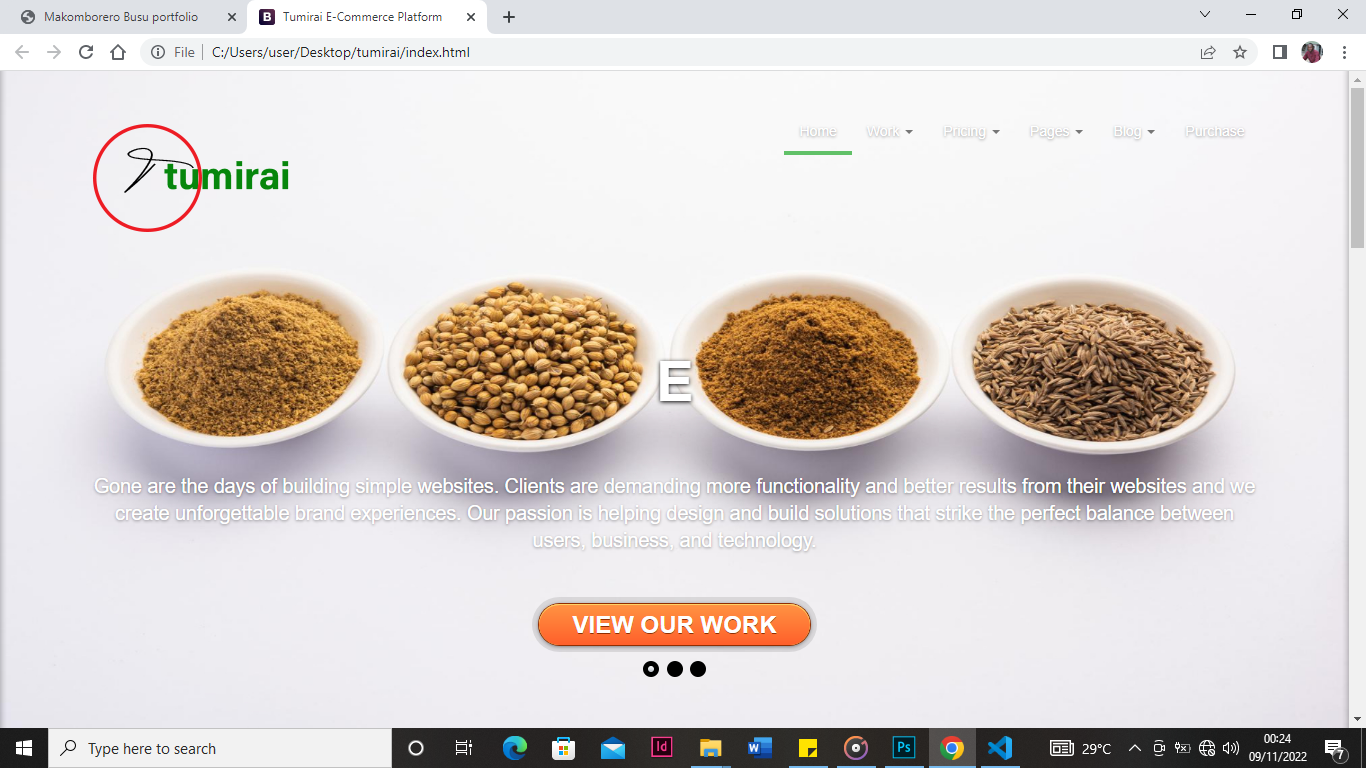 Makomborero Busu portfolio
Tumirai E-Commerce Platform
File
C:/Users/user/Desktop/tumirai/index.html
tumirai
Home Work Pricing Pages Blog Purchase
E
Gone are the days of building simple websites. Clients are demanding more functionality and better results from their websites and we
create unforgettable brand experiences. Our passion is helping design and build solutions that strike the perfect balance between
users, business, and technology.
VIEW OUR WORK
Type here to search
Id
W
Ps
29°C
00:24
09/11/2022
7